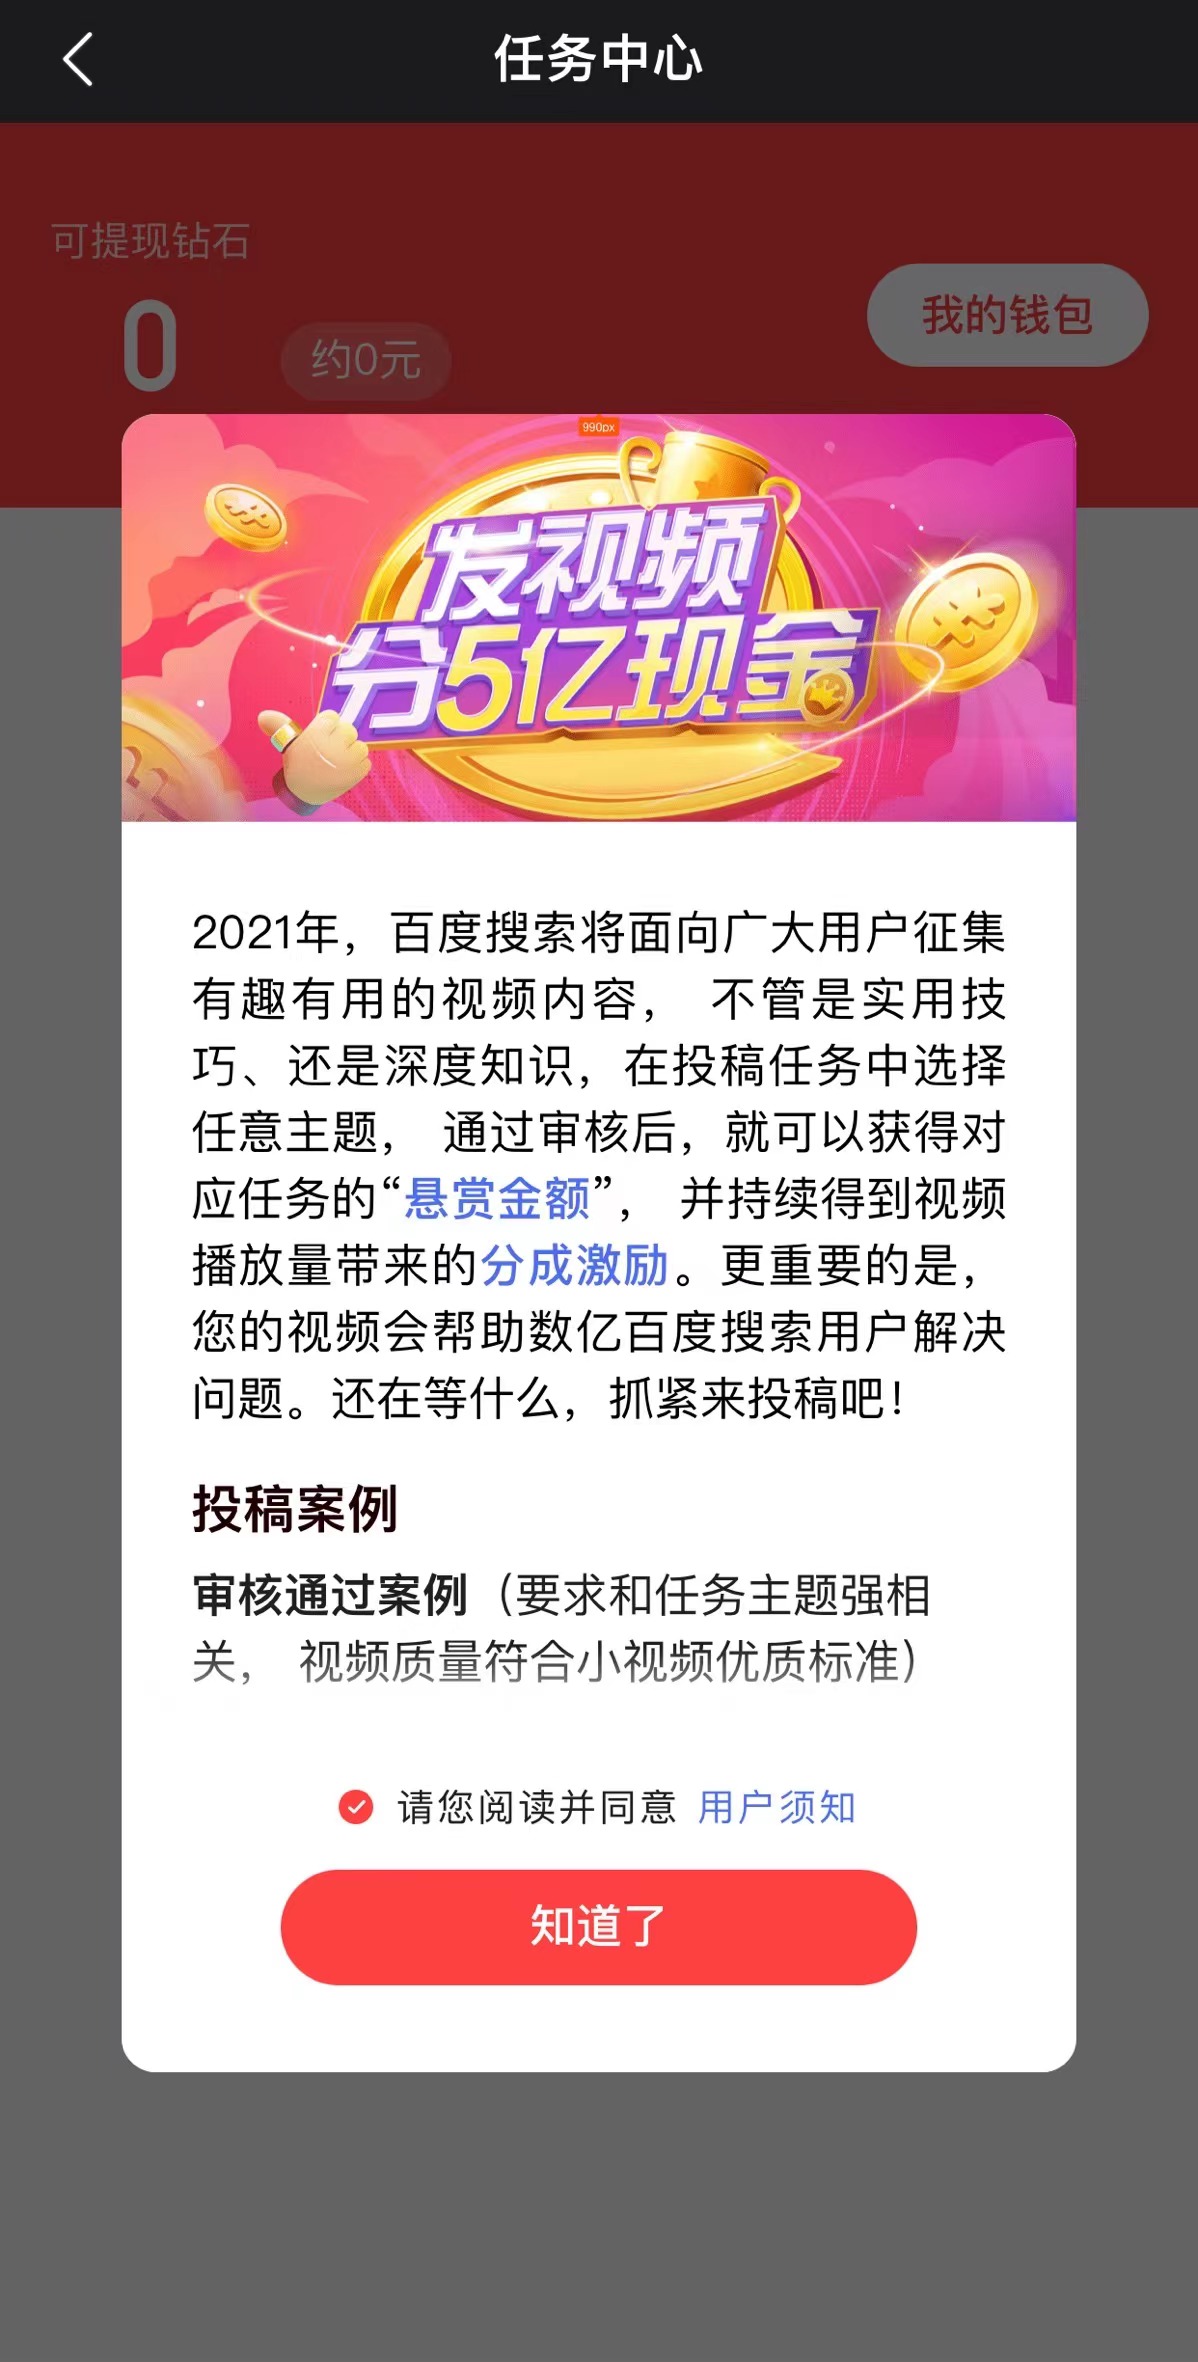 任务中心
可提现钻石
0
约0元
我的钱包
990px
发视频
分5亿现金
2021年，百度搜索将面向广大用户征集
有趣有用的视频内容， 不管是实用技
巧、还是深度知识，在投稿任务中选择
任意主题， 通过审核后，就可以获得对
应任务的“悬赏金额”， 并持续得到视频
播放量带来的分成激励。更重要的是，
您的视频会帮助数亿百度搜索用户解决
问题。还在等什么，抓紧来投稿吧！
投稿案例
审核通过案例（要求和任务主题强相
关， 视频质量符合小视频优质标准）
请您阅读并同意 用户须知
知道了